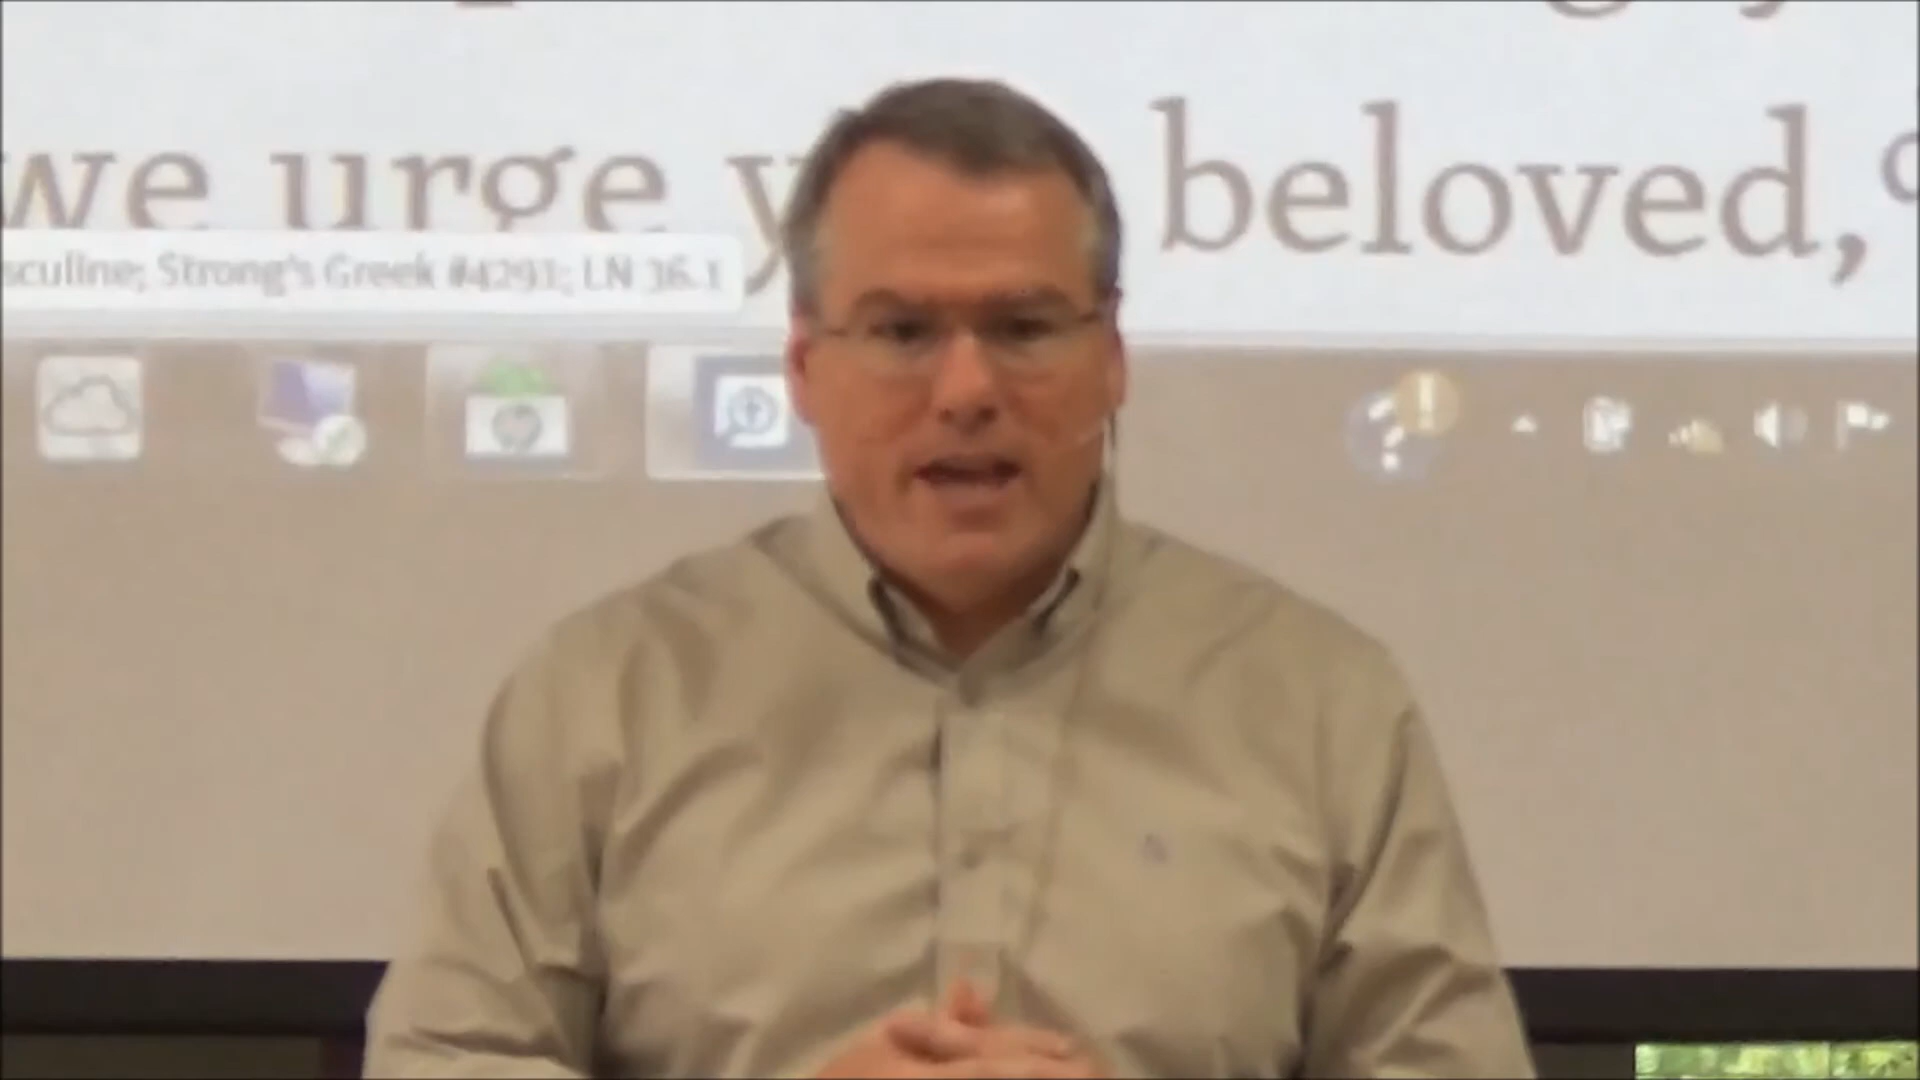 we urge y beloved,
sculine; Strong's Greek #4291; LN 36.1